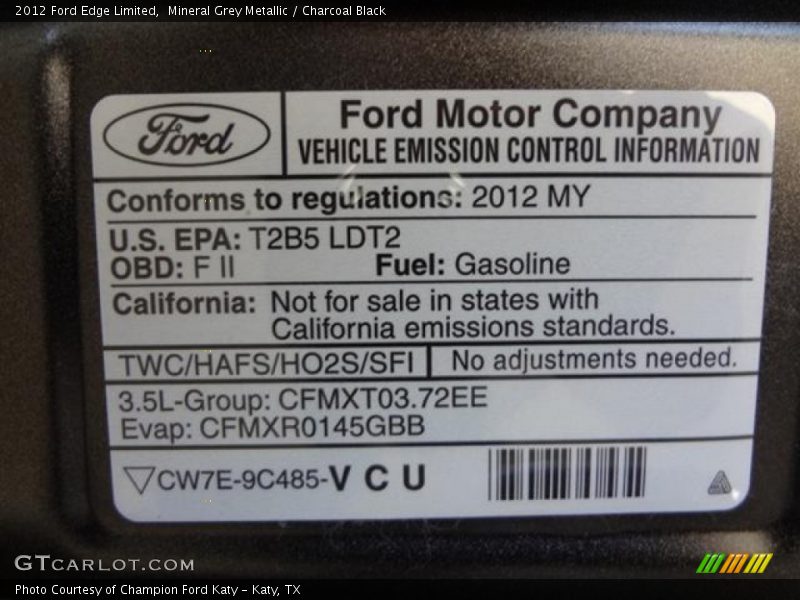 2012 Ford Edge Limited,  Mineral Grey Metallic / Charcoal Black
Ford
Ford Motor Company
VEHICLE EMISSION CONTROL INFORMATION
Conforms to regulations: 2012 MY
U.S. EPA: T2B5 LDT2
OBD: F II Fuel: Gasoline
California: Not for sale in states with
California emissions standards.
TWC/HAFS/HO2S/SFI No adjustments needed.
3.5L-Group: CFMXT03.72EE
Evap: CFMXR0145GBB
CW7E-9C485-V C U
GTCARLOT.COM
Photo Courtesy of Champion Ford Katy - Katy, TX